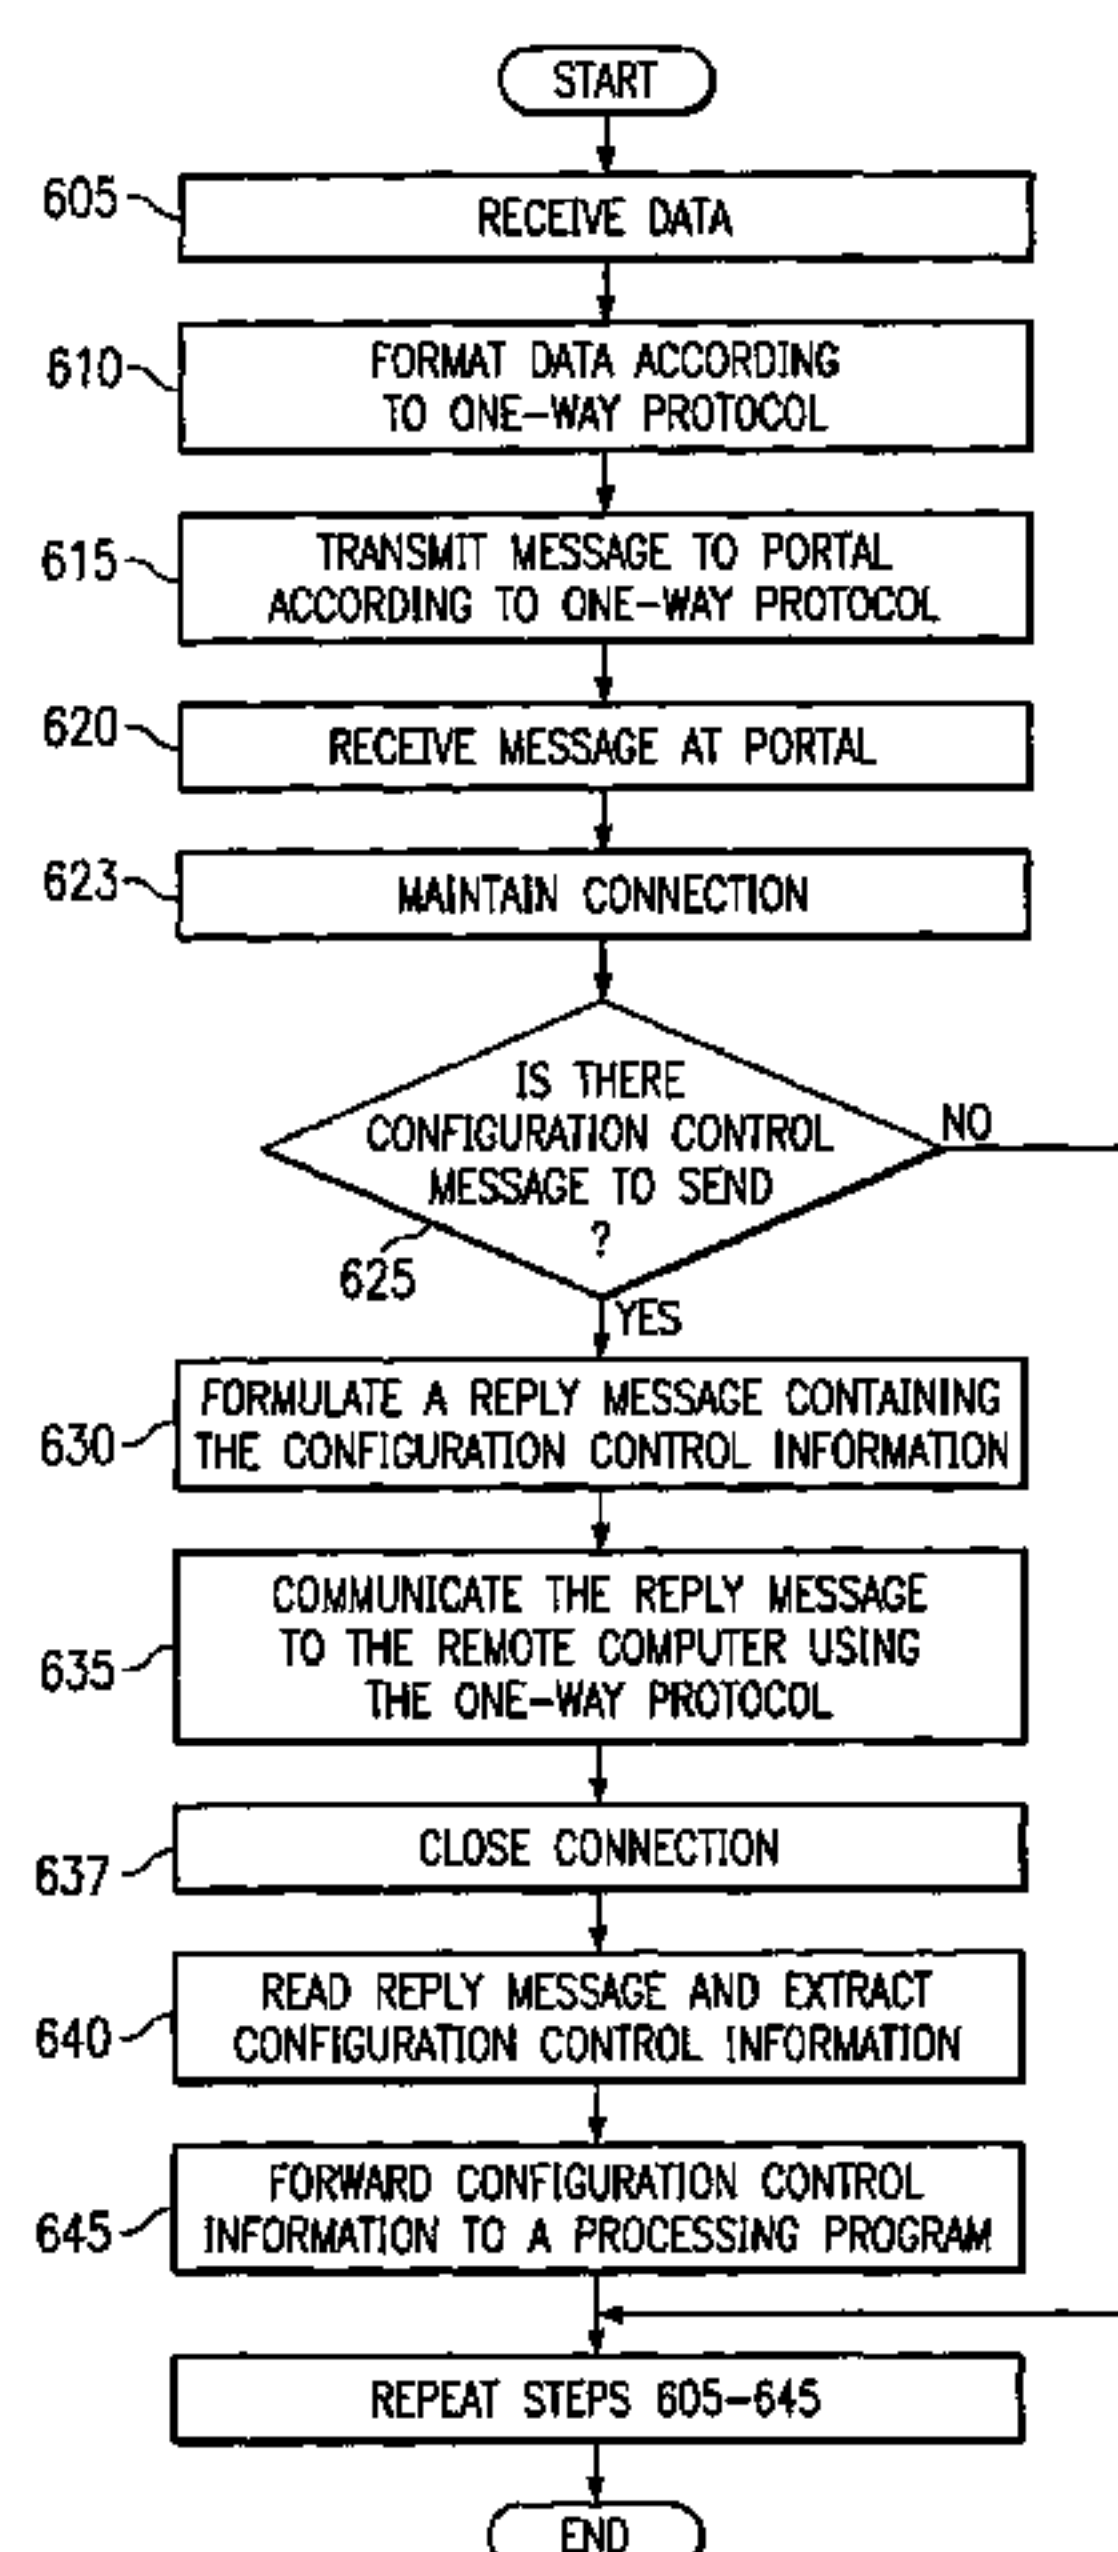 START
605
RECEIVE DATA
610
FORMAT DATA ACCORDING
TO ONE-WAY PROTOCOL
615
TRANSMIT MESSAGE TO PORTAL
ACCORDING TO ONE-WAY PROTOCOL
620
RECEIVE MESSAGE AT PORTAL
623
MAINTAIN CONNECTION
IS THERE
CONFIGURATION CONTROL
MESSAGE TO SEND
?
NO
625
YES
630
FORMULATE A REPLY MESSAGE CONTAINING
THE CONFIGURATION CONTROL INFORMATION
635
COMMUNICATE THE REPLY MESSAGE
TO THE REMOTE COMPUTER USING
THE ONE-WAY PROTOCOL
637
CLOSE CONNECTION
640
READ REPLY MESSAGE AND EXTRACT
CONFIGURATION CONTROL INFORMATION
645
FORWARD CONFIGURATION CONTROL
INFORMATION TO A PROCESSING PROGRAM
REPEAT STEPS 605-645
END